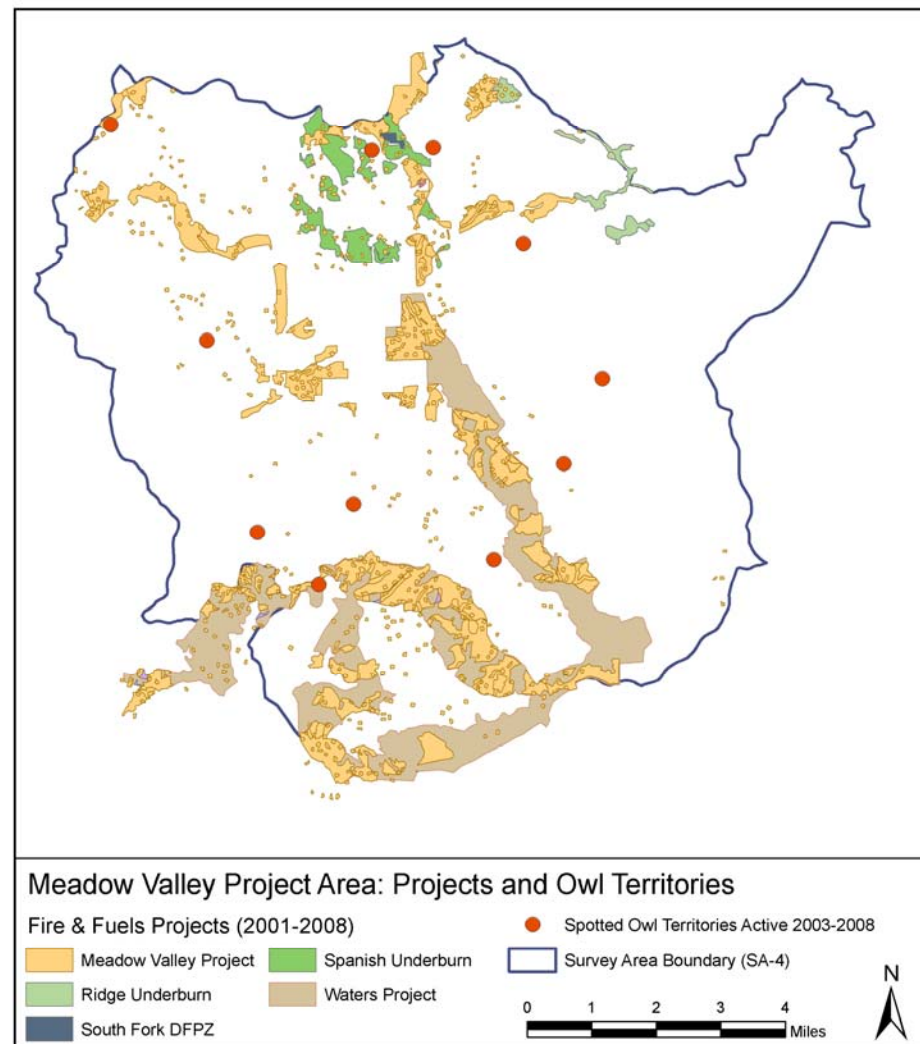 Meadow Valley Project Area: Projects and Owl Territories
Fire & Fuels Projects (2001-2008)
Meadow Valley Project
Ridge Underburn
South Fork DFPZ
Spanish Underburn
Waters Project
Spotted Owl Territories Active 2003-2008
Survey Area Boundary (SA-4)
0 1 2 3 4
Miles
N